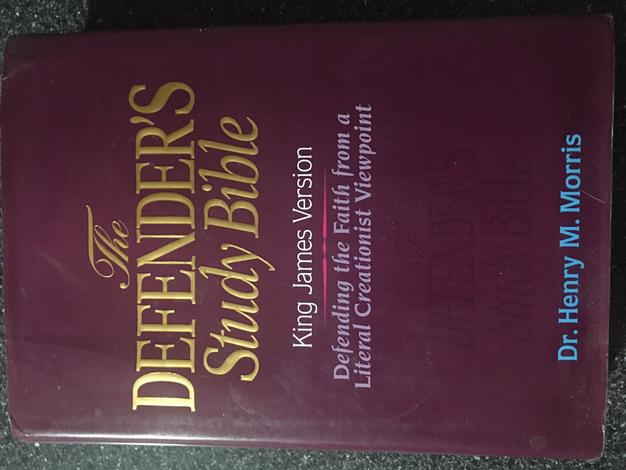 The
DEFENDER'S
Study Bible
King James Version
Defending the Faith from a
Literal Creationist Viewpoint
Dr. Henry M. Morris